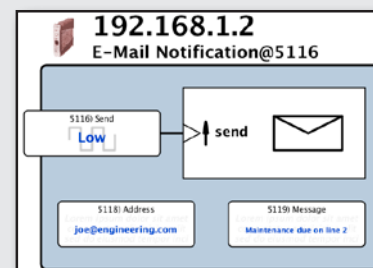 192.168.1.2
E-Mail Notification@5116
5116) Send
Low
send
5118) Address
joe@engineering.com
5119) Message
Maintenance due on line 2